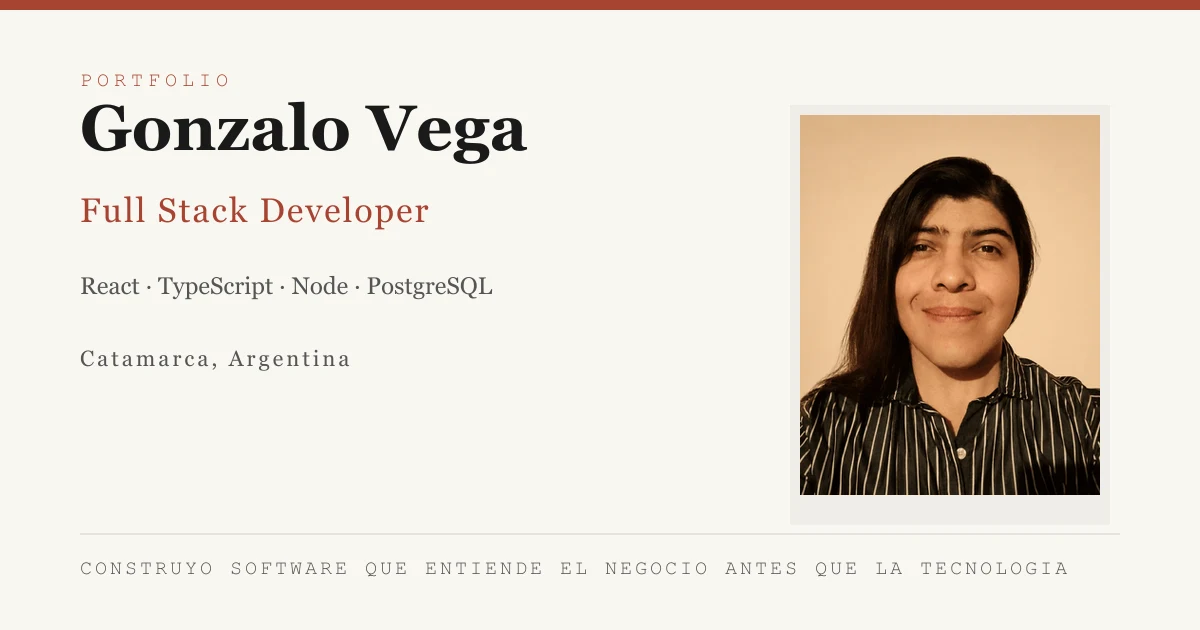 PORTFOLIO
Gonzalo Vega
Full Stack Developer
React · TypeScript · Node · PostgreSQL
Catamarca, Argentina
CONSTRUYO SOFTWARE QUE ENTIENDE EL NEGOCIO ANTES QUE LA TECNOLOGIA